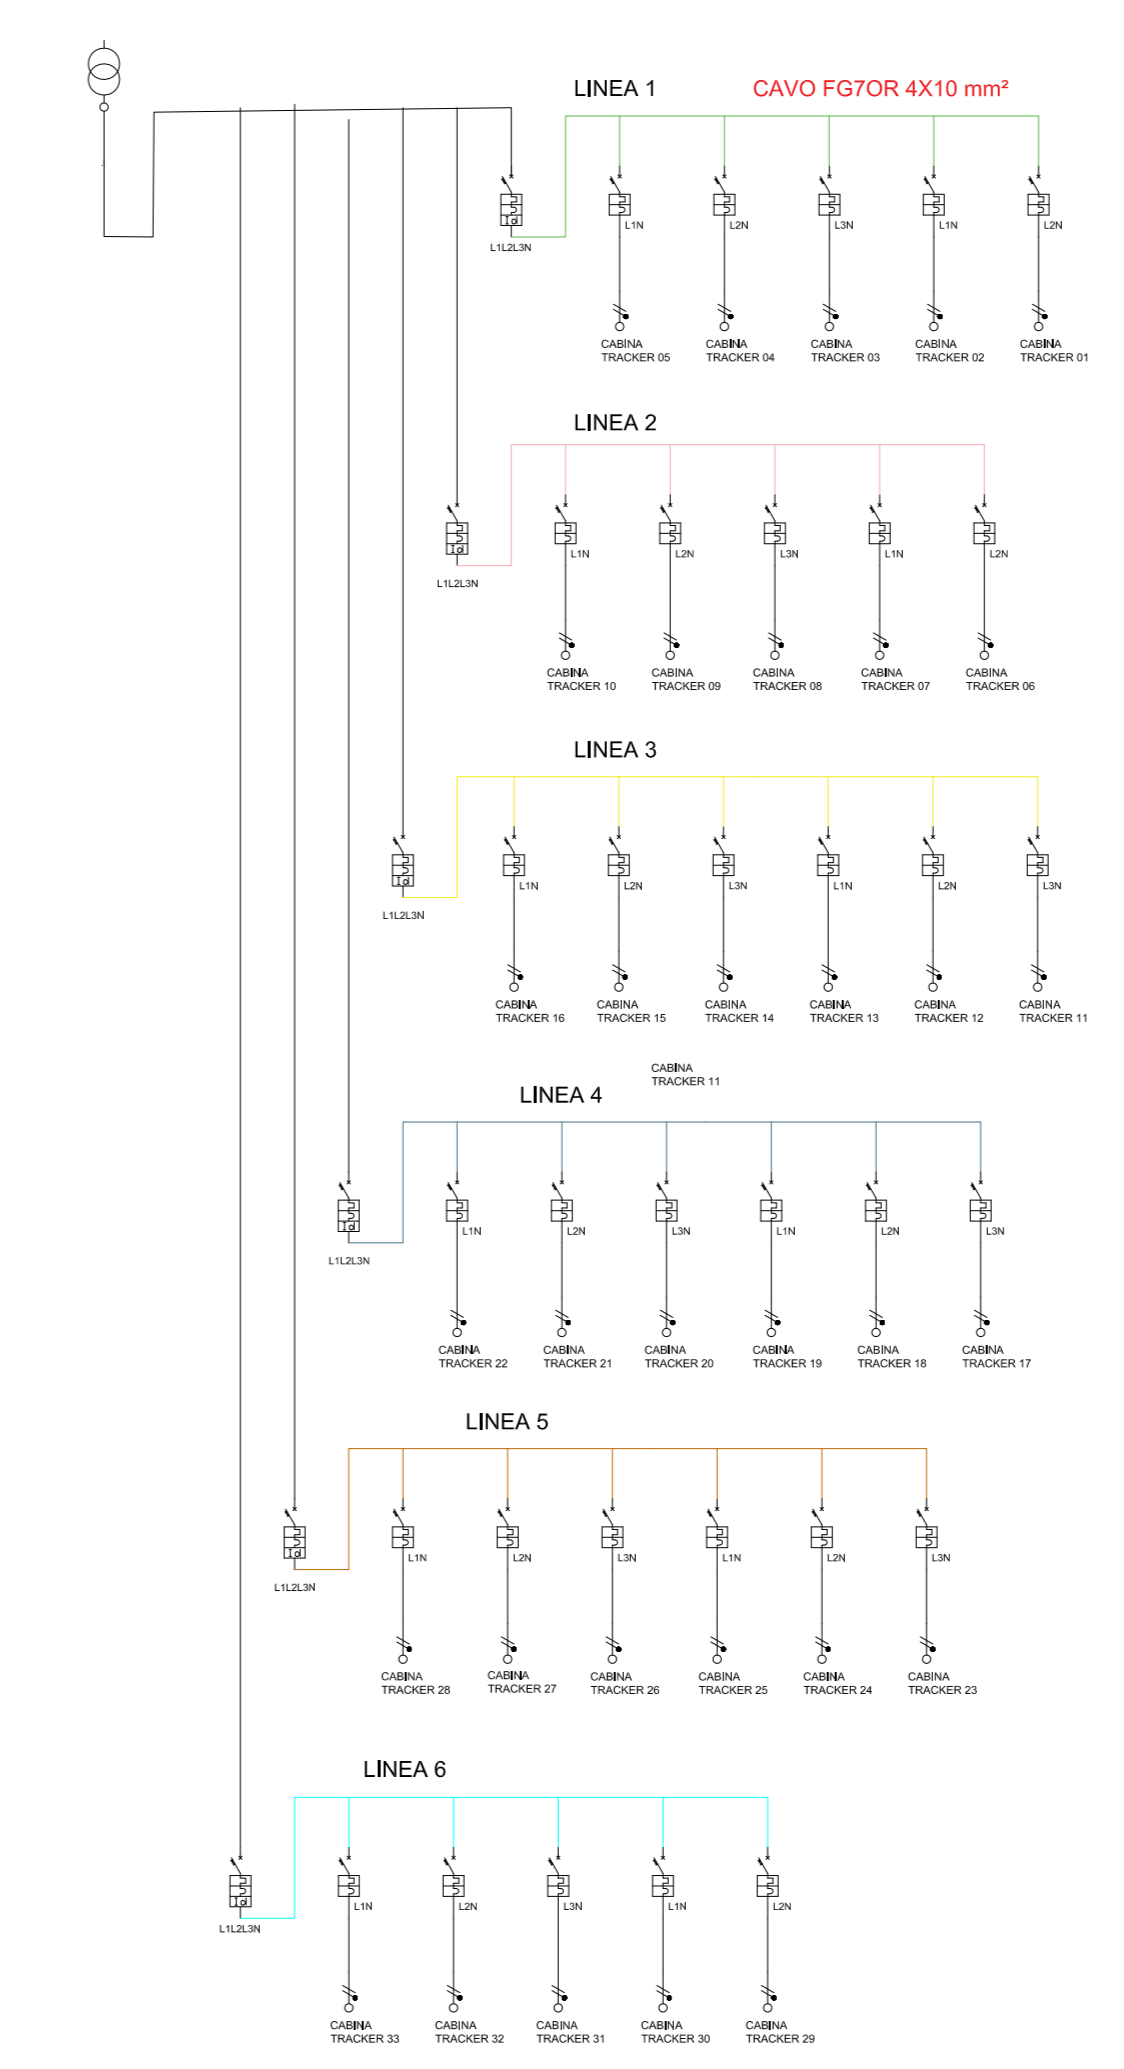 LINEA 1
CAVO FG7OR 4X10 mm²
L1N
L2N
L3N
L1N
L2N
Id
L1L2L3N
CABINA
TRACKER 05
CABINA
TRACKER 04
CABINA
TRACKER 03
CABINA
TRACKER 02
CABINA
TRACKER 01
LINEA 2
Id
L1N
L2N
L3N
L1N
L2N
L1L2L3N
CABINA
TRACKER 10
CABINA
TRACKER 09
CABINA
TRACKER 08
CABINA
TRACKER 07
CABINA
TRACKER 06
LINEA 3
Id
L1N
L2N
L3N
L1N
L2N
L3N
L1L2L3N
CABINA
TRACKER 16
CABINA
TRACKER 15
CABINA
TRACKER 14
CABINA
TRACKER 13
CABINA
TRACKER 12
CABINA
TRACKER 11
CABINA
TRACKER 11
LINEA 4
Id
L1N
L2N
L3N
L1N
L2N
L3N
L1L2L3N
CABINA
TRACKER 22
CABINA
TRACKER 21
CABINA
TRACKER 20
CABINA
TRACKER 19
CABINA
TRACKER 18
CABINA
TRACKER 17
LINEA 5
Id
L1N
L2N
L3N
L1N
L2N
L3N
L1L2L3N
CABINA
TRACKER 28
CABINA
TRACKER 27
CABINA
TRACKER 26
CABINA
TRACKER 25
CABINA
TRACKER 24
CABINA
TRACKER 23
LINEA 6
Id
L1N
L2N
L3N
L1N
L2N
L1L2L3N
CABINA
TRACKER 33
CABINA
TRACKER 32
CABINA
TRACKER 31
CABINA
TRACKER 30
CABINA
TRACKER 29